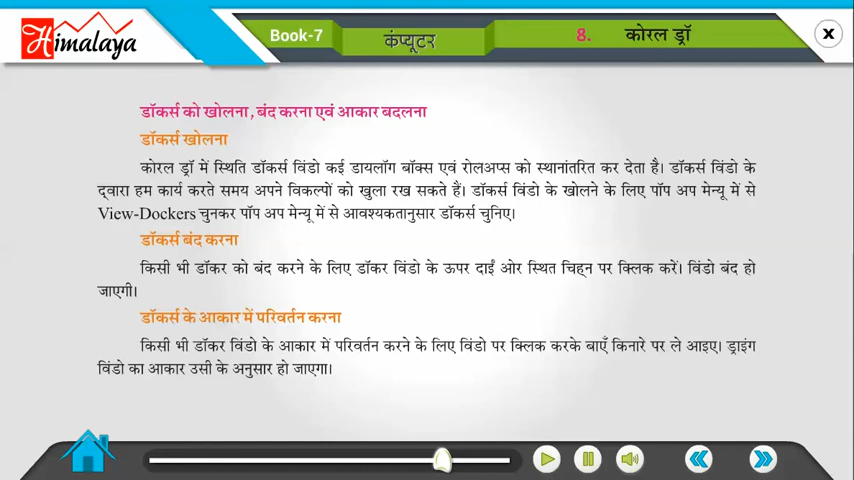 Himalaya
Book-7
कंप्यूटर
8. कोरल ड्रॉ
X
डॉकर्स को खोलना, बंद करना एवं आकार बदलना
डॉकर्स खोलना
कोरल ड्रॉ में स्थिति डॉकर्स विंडो कई डायलॉग बॉक्स एवं रोलअप्स को स्थानांतरित कर देता है। डॉकर्स विंडो के
द्वारा हम कार्य करते समय अपने विकल्पों को खुला रख सकते हैं। डॉकर्स विंडो के खोलने के लिए पॉप अप मेन्यू में से
View-Dockers चुनकर पॉप अप मेन्यू में से आवश्यकतानुसार डॉकर्स चुनिए।
डॉकर्स बंद करना
किसी भी डॉकर को बंद करने के लिए डॉकर विंडो के ऊपर दाईं ओर स्थित चिह्न पर क्लिक करें। विंडो बंद हो
जाएगी।
डॉकर्स के आकार में परिवर्तन करना
किसी भी डॉकर विंडो के आकार में परिवर्तन करने के लिए विंडो पर क्लिक करके बाएँ किनारे पर ले आइए। ड्राइंग
विंडो का आकार उसी के अनुसार हो जाएगा।